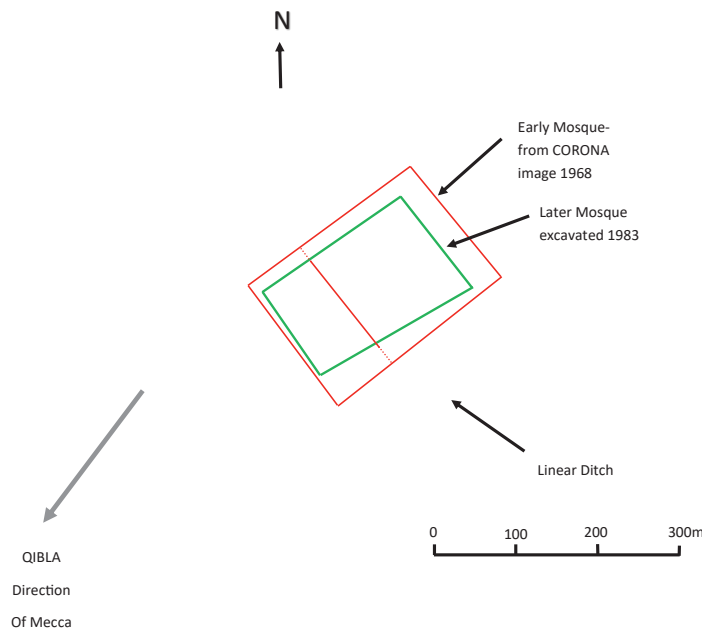 N
Early Mosque-
from CORONA
image 1968
Later Mosque
excavated 1983
Linear Ditch
0 100 200 300m
QIBLA
Direction
Of Mecca